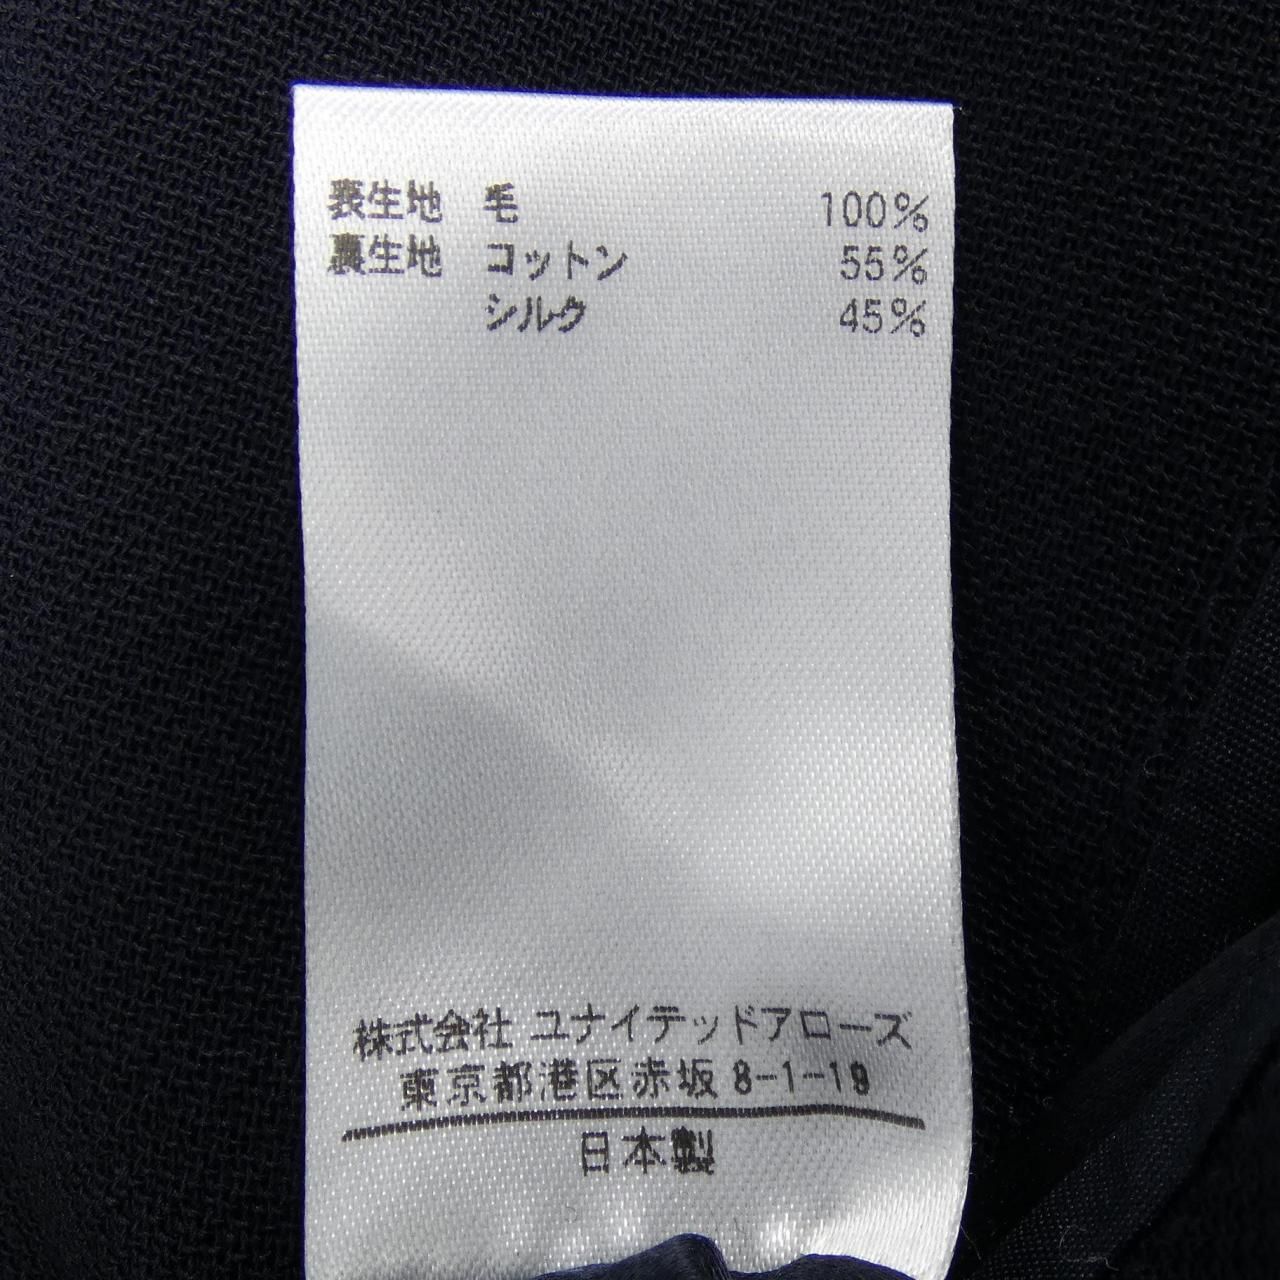 表生地 毛 100%
裏生地 コットン 55%
シルク 45%
株式会社 ユナイテッドアローズ
東京都港区赤坂8-1-19
日本製